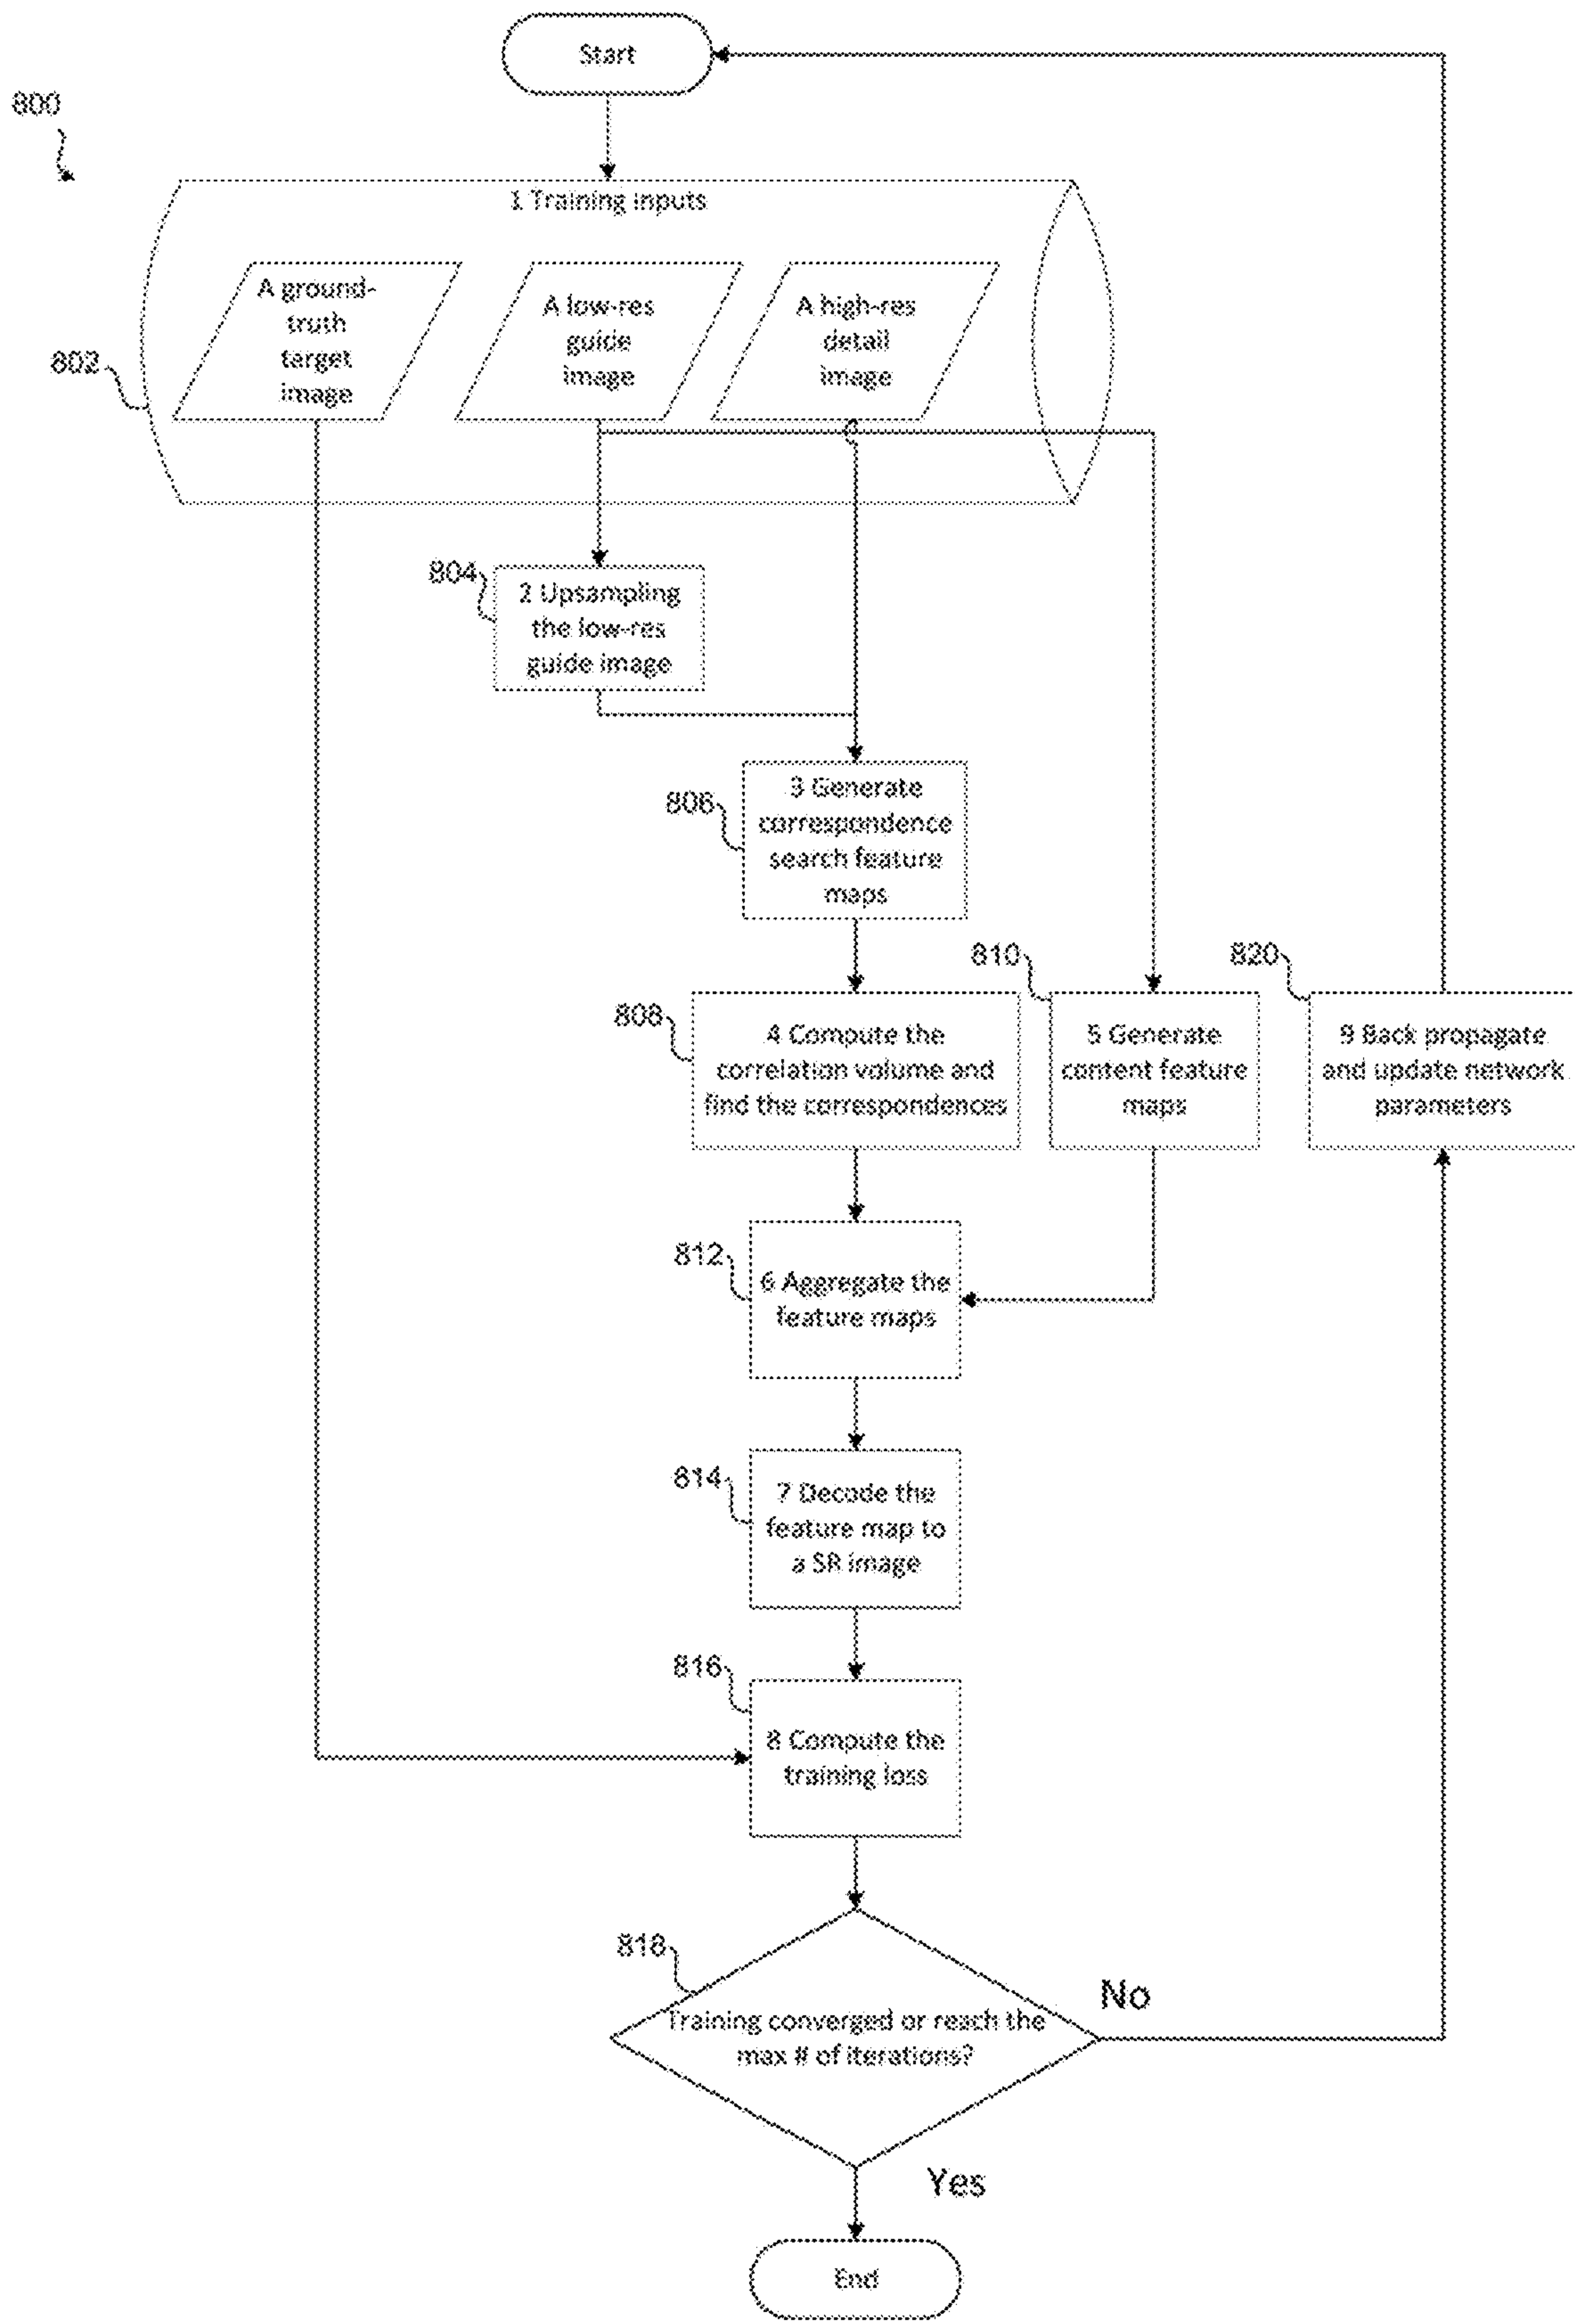 Start
800
1 Training inputs
A ground-
truth
target
image
A low-res
guide
image
A high-res
detail
image
802
804
2 Upsampling
the low-res
guide image
806
3 Generate
correspondence
search feature
maps
808
4 Compute the
correlation volume and
find the correspondences
810
5 Generate
content feature
maps
820
9 Back propagate
and update network
parameters
812
6 Aggregate the
feature maps
814
7 Decode the
feature map to
a SR image
816
8 Compute the
training loss
818
Training converged or reach the
max # of iterations?
No
Yes
End